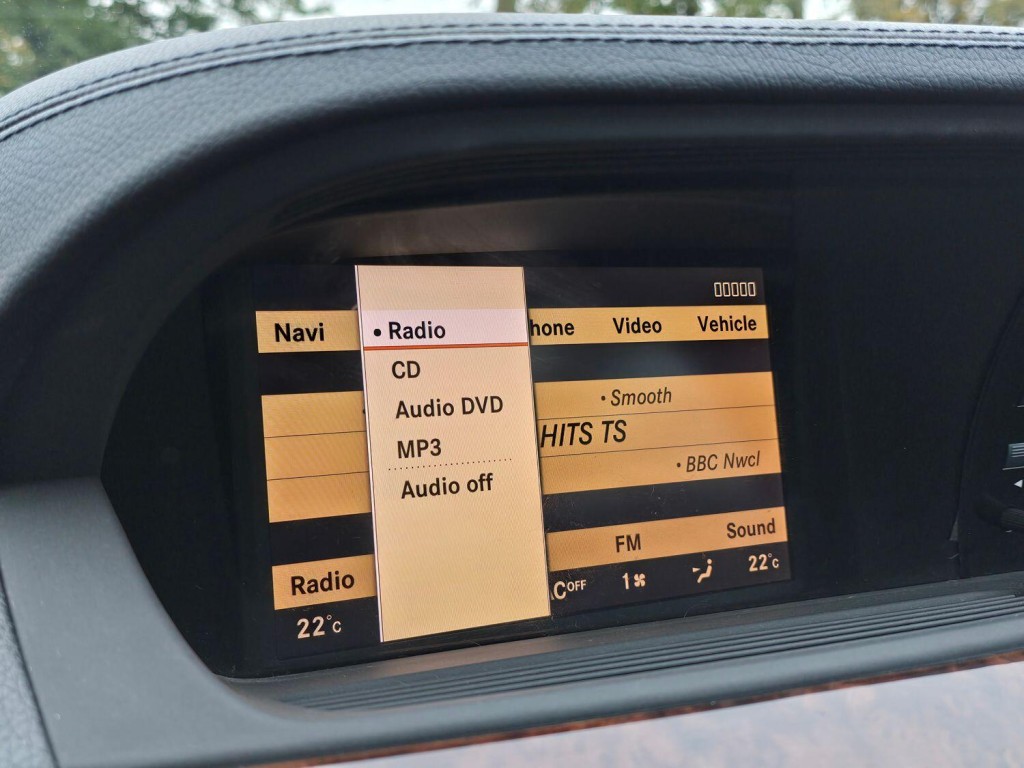 Navi • Radio hone Video Vehicle
CD
Audio DVD • Smooth
MP3 HITS TS
• BBC Nwcl
Audio off
FM Sound
Radio
22°C C OFF 1 22°C